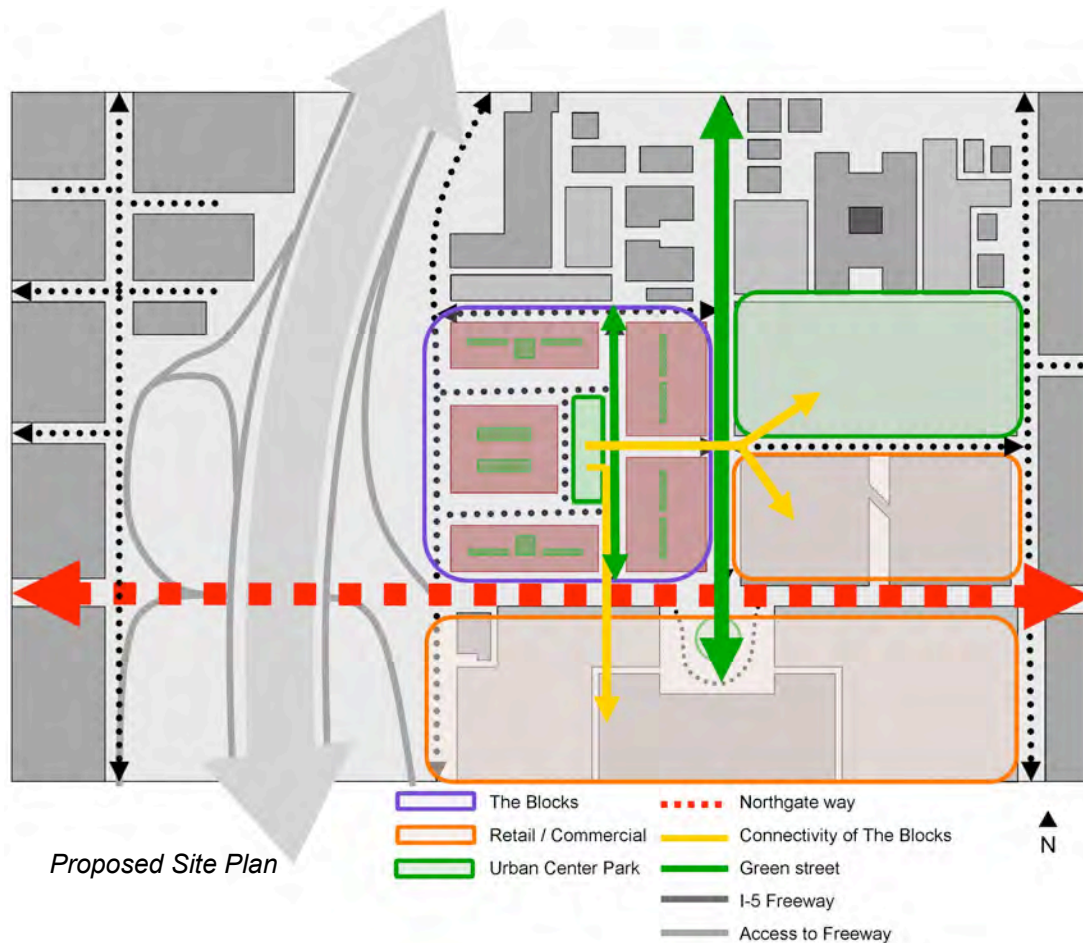 The Blocks
Retail / Commercial
Urban Center Park
Northgate way
Connectivity of The Blocks
Green street
I-5 Freeway
Access to Freeway
N
Proposed Site Plan